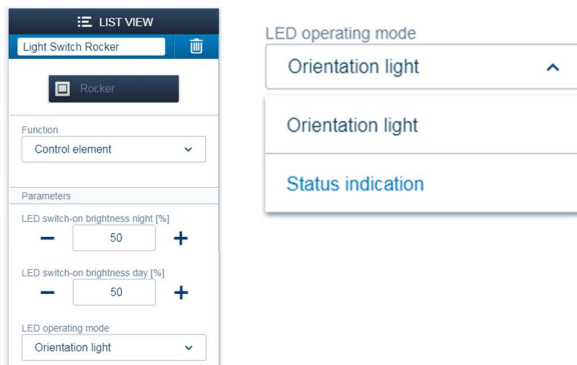 LIST VIEW
Light Switch Rocker
Rocker
Function
Control element
Parameters
LED switch-on brightness night [%]
50
LED switch-on brightness day [%]
50
LED operating mode
Orientation light
LED operating mode
Orientation light
Orientation light
Status indication